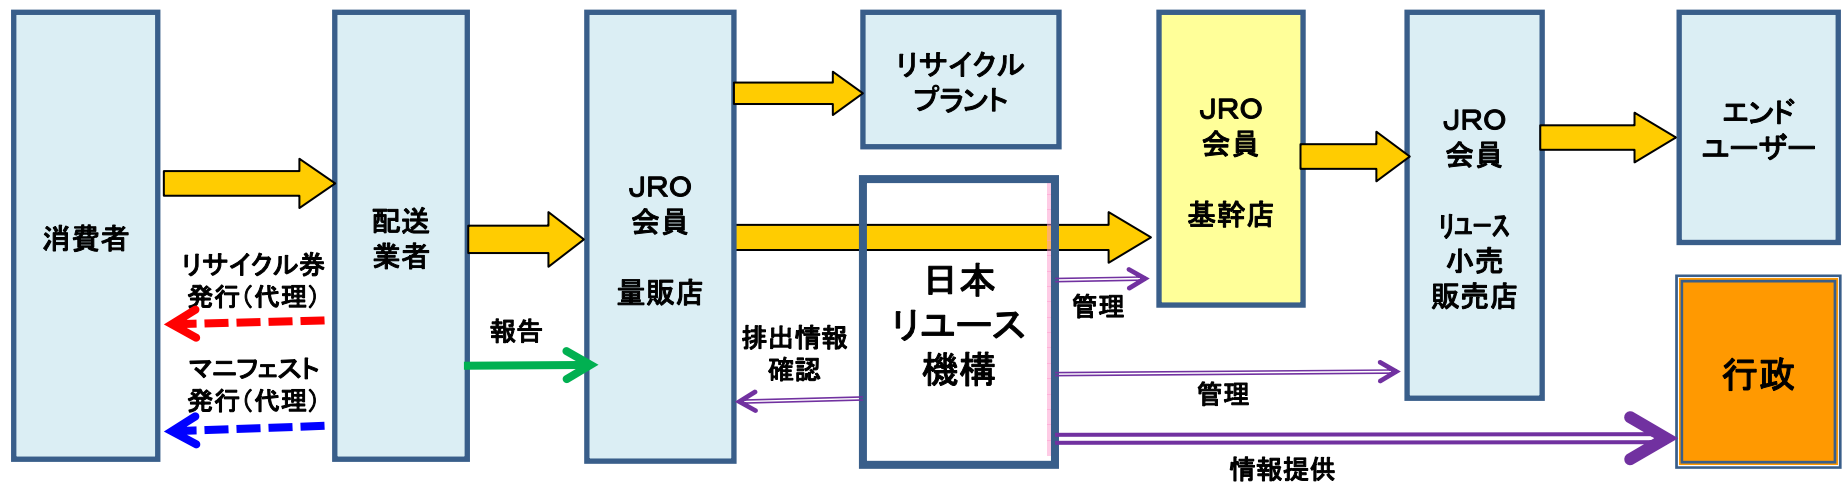 消費者
リサイクル券
発行(代理)
マニフェスト
発行(代理)
配送
業者
報告
JRO
会員
量販店
排出情報
確認
リサイクル
プラント
日本
リユース
機構
管理
管理
情報提供
JRO
会員
基幹店
JRO
会員
リユース
小売
販売店
エンド
ユーザー
行政